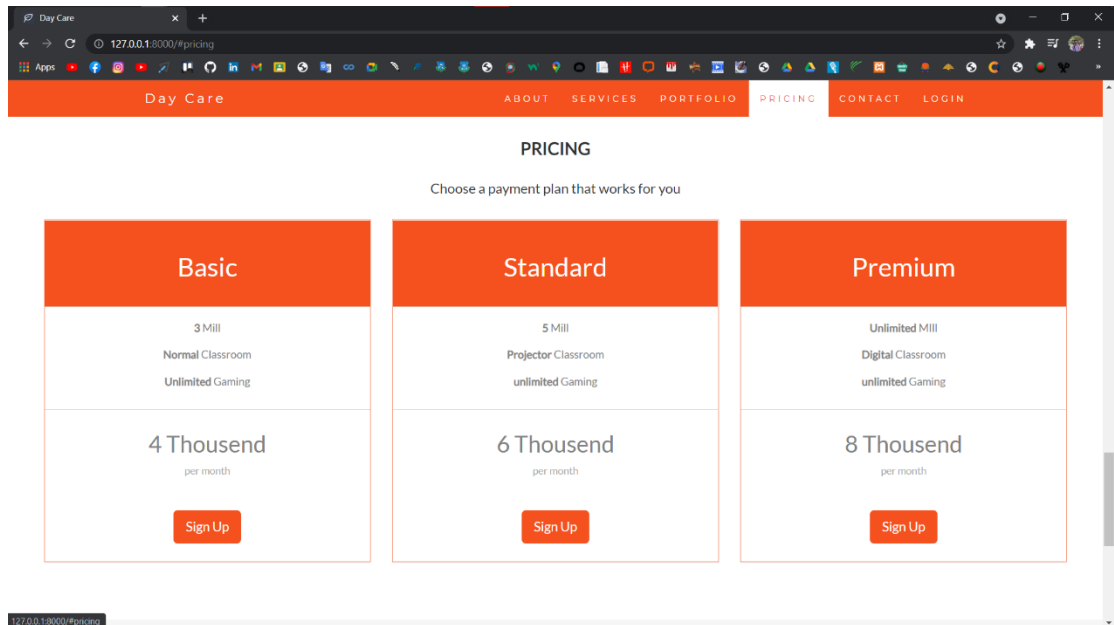 Day Care
127.0.0.1:8000/#pricing
Apps
Day Care
ABOUT SERVICES PORTFOLIO PRICING CONTACT LOGIN
PRICING
Choose a payment plan that works for you
Basic
3 Mill
Normal Classroom
Unlimited Gaming
4 Thousend
per month
Sign Up
Standard
5 Mill
Projector Classroom
unlimited Gaming
6 Thousend
per month
Sign Up
Premium
Unlimited MIll
Digital Classroom
unlimited Gaming
8 Thousend
per month
Sign Up
127.0.0.1:8000/#pricing